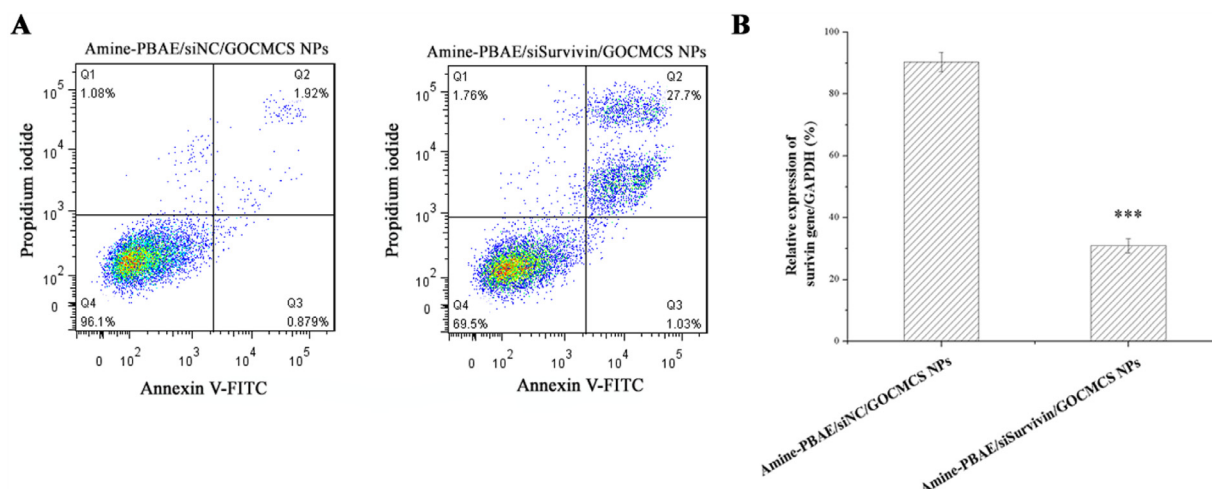 A
Amine-PBAE/siNC/GOCMCS NPs
Q1
1.08%
Q2
1.92%
Q4
96.1%
Q3
0.879%
10^5
10^4
10^3
10^2
0
0
10^2
10^3
10^4
10^5
Propidium iodide
Annexin V-FITC
Amine-PBAE/siSurvivin/GOCMCS NPs
Q1
1.76%
Q2
27.7%
Q4
69.5%
Q3
1.03%
10^5
10^4
10^3
10^2
0
0
10^2
10^3
10^4
10^5
Propidium iodide
Annexin V-FITC
B
100
80
60
40
20
0
Relative expression of
surivin gene/GAPDH (%)
***
Amine-PBAE/siNC/GOCMCS NPs
Amine-PBAE/siSurvivin/GOCMCS NPs